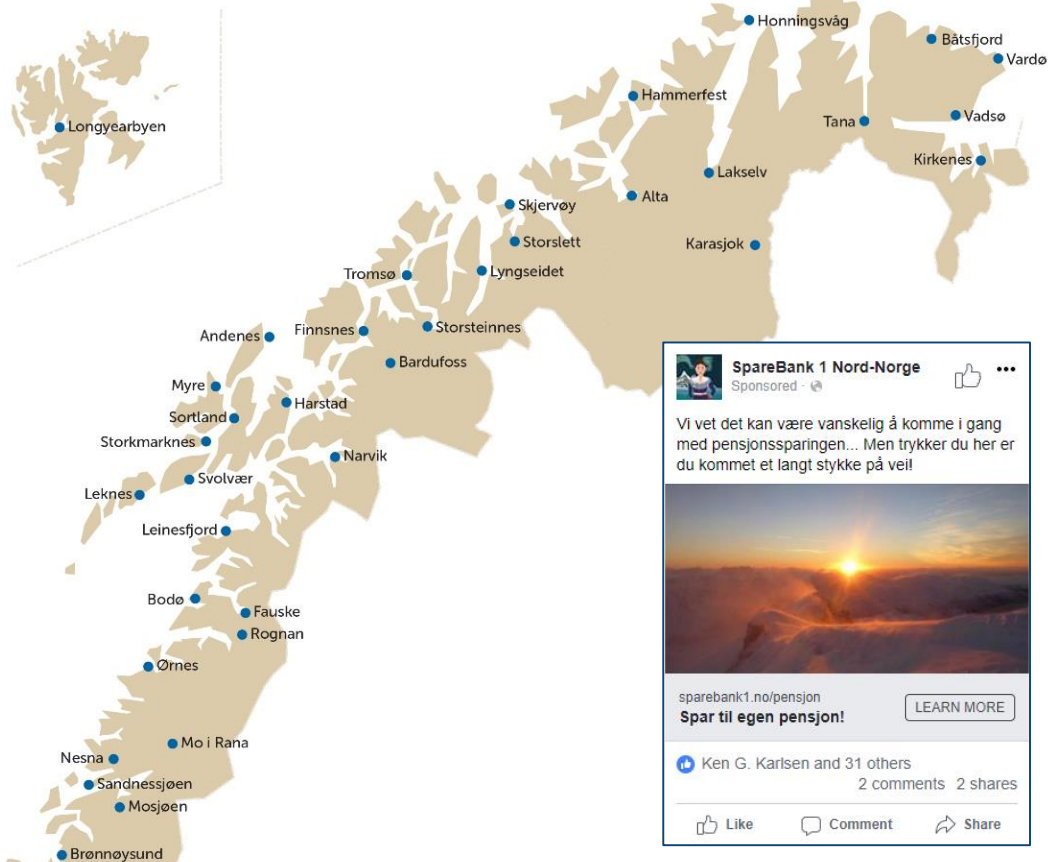 Honningsvåg
Båtsfjord
Vardø
Hammerfest
Longyearbyen
Tana
Vadsø
Kirkenes
Lakselv
Alta
Skjervøy
Storslett
Karasjok
Lyngseidet
Tromsø
Andenes
Finnsnes
Storsteinnes
Bardufoss
Myre
Harstad
Sortland
Storkmarknes
Narvik
Svolvær
Leknes
Leinesfjord
Bodø
Fauske
Rognan
Ørnes
Mo i Rana
Nesna
Sandnessjøen
Mosjøen
Brønnøysund
SpareBank 1 Nord-Norge
Sponsored ·
Vi vet det kan være vanskelig å komme i gang
med pensjonssparingen... Men trykker du her er
du kommet et langt stykke på vei!
sparebank1.no/pensjon
Spar til egen pensjon!
LEARN MORE
Ken G. Karlsen and 31 others
2 comments 2 shares
Like Comment Share